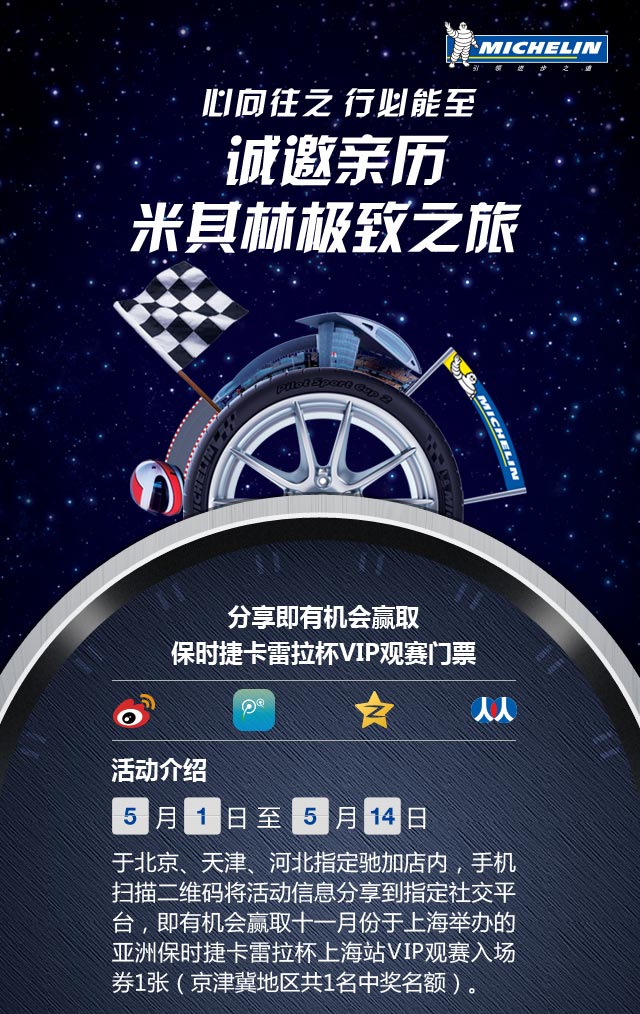 MICHELIN
引领进步之道
心向往之 行必能至
诚邀亲历
米其林极致之旅
Pilot Sport Cup 2
MICHELIN
MICHELIN
分享即有机会赢取
保时捷卡雷拉杯VIP观赛门票
人人
活动介绍
5 月 1 日 至 5 月 14 日
于北京、天津、河北指定驰加店内，手机
扫描二维码将活动信息分享到指定社交平
台，即有机会赢取十一月份于上海举办的
亚洲保时捷卡雷拉杯上海站VIP观赛入场
券1张（京津冀地区共1名中奖名额）。